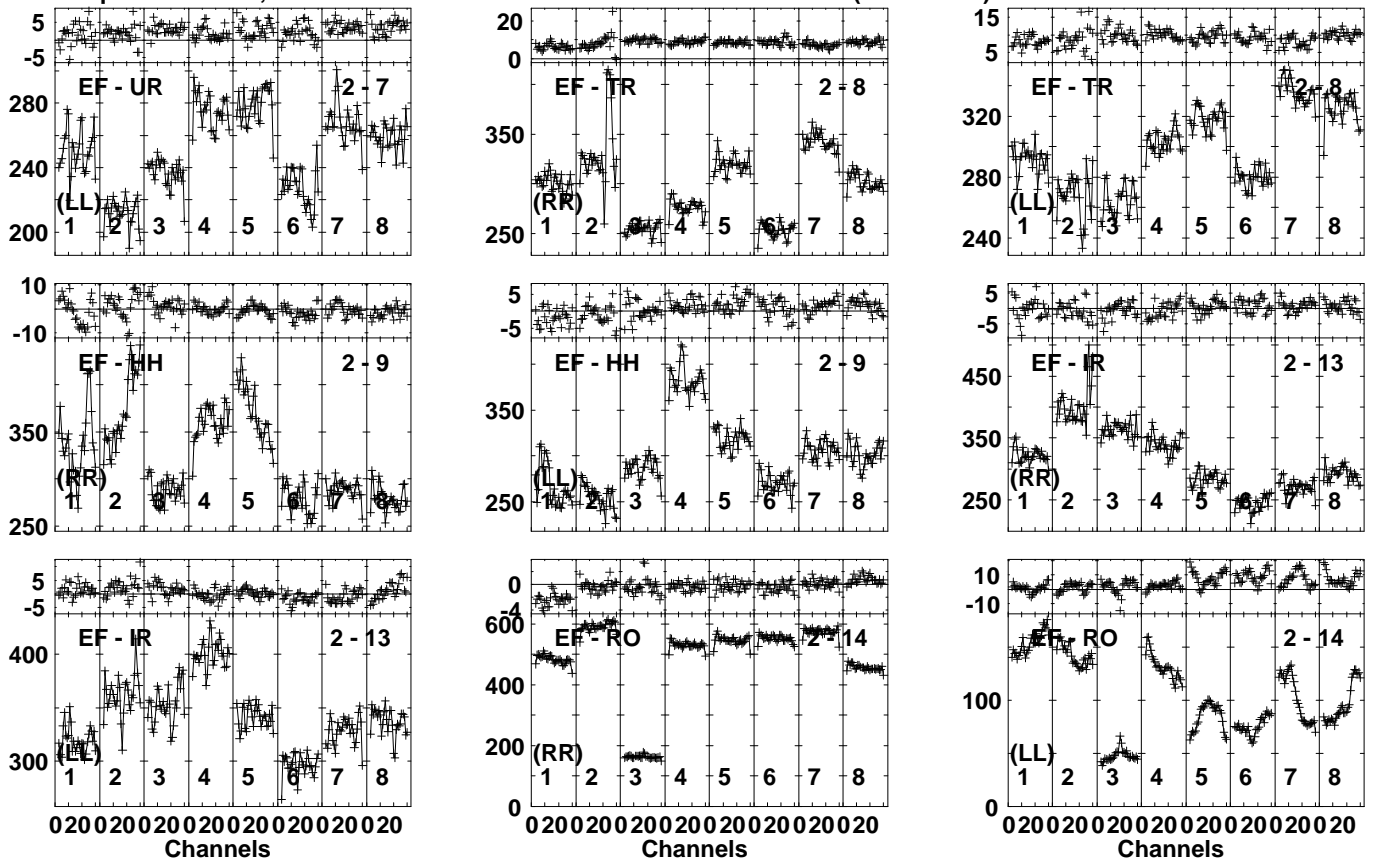 5 -5 20 0 15 5
EF - UR 2 - 7 EF - TR 2 - 8 EF - TR 2 - 8
280 240 200 350 250 320 280 240
(LL) (RR) (LL)
1 2 3 4 5 6 7 8 1 2 3 4 5 6 7 8 1 2 3 4 5 6 7 8
10 -10 5 -5 5 -5
EF - HH 2 - 9 EF - HH 2 - 9 EF - IR 2 - 13
350 250 350 250 450 350 250
(RR) (LL) (RR)
1 2 3 4 5 6 7 8 1 2 3 4 5 6 7 8 1 2 3 4 5 6 7 8
5 -5 0 -4 10 -10
EF - IR 2 - 13 EF - RO 2 - 14 EF - RO 2 - 14
400 300 600 400 200 0 100 0
(LL) (RR) (LL)
1 2 3 4 5 6 7 8 1 2 3 4 5 6 7 8 1 2 3 4 5 6 7 8
0 20 0 20 0 20 0 20 0 20 0 20 0 20 0 20 0 20 0 20 0 20 0 20 0 20 0 20 0 20 0 20 0 20 0 20 0 20 0 20 0 20 0 20 0 20 0 20
Channels Channels Channels